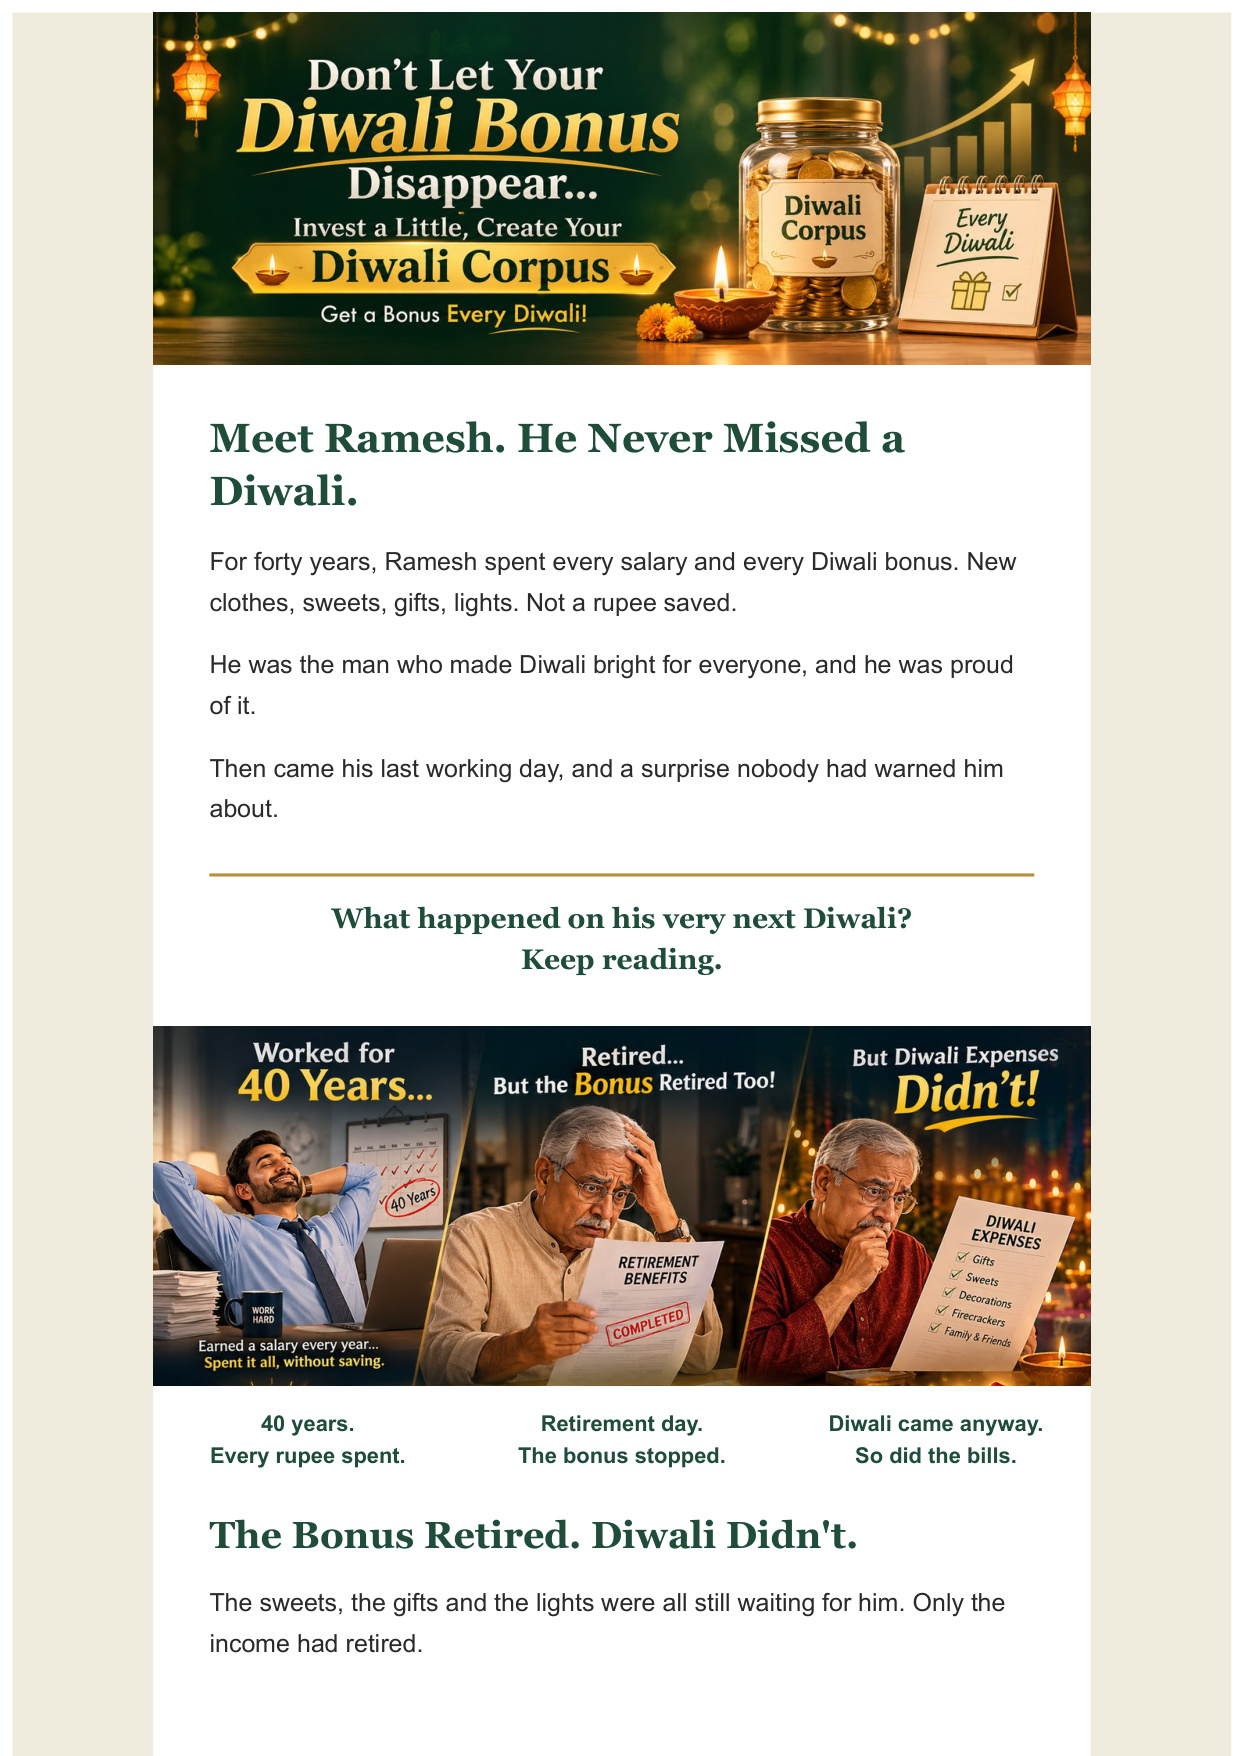 Don't Let Your
Diwali Bonus
Disappear...
Invest a Little, Create Your
Diwali Corpus
Get a Bonus Every Diwali!
Diwali
Corpus
Every
Diwali
Meet Ramesh. He Never Missed a
Diwali.
For forty years, Ramesh spent every salary and every Diwali bonus. New
clothes, sweets, gifts, lights. Not a rupee saved.
He was the man who made Diwali bright for everyone, and he was proud
of it.
Then came his last working day, and a surprise nobody had warned him
about.
What happened on his very next Diwali?
Keep reading.
Worked for
40 Years...
40 Years
WORK
HARD
Earned a salary every year...
Spent it all, without saving.
Retired...
But the Bonus Retired Too!
RETIREMENT
BENEFITS
COMPLETED
But Diwali Expenses
Didn't!
DIWALI
EXPENSES
Gifts
Sweets
Decorations
Firecrackers
Family & Friends
40 years.
Every rupee spent.
Retirement day.
The bonus stopped.
Diwali came anyway.
So did the bills.
The Bonus Retired. Diwali Didn't.
The sweets, the gifts and the lights were all still waiting for him. Only the
income had retired.